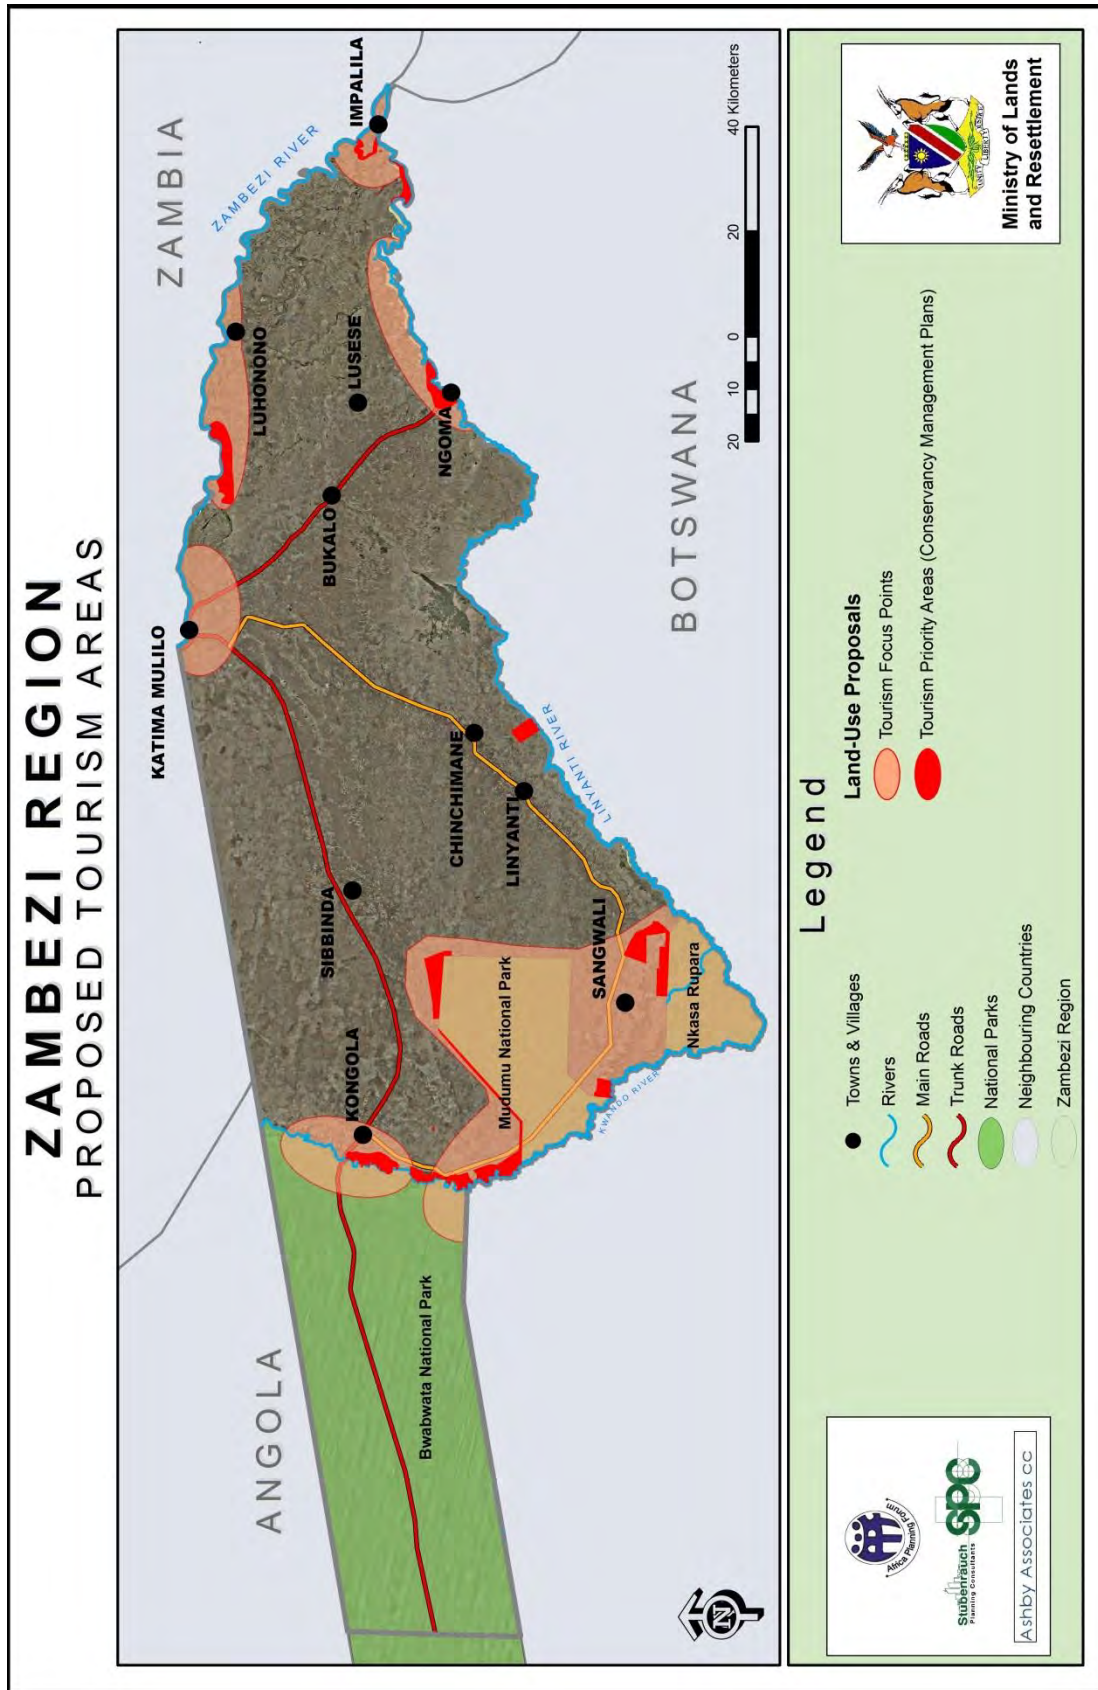 ZAMBEZI REGION
PROPOSED TOURISM AREAS
ANGOLA
ZAMBIA
BOTSWANA
KATIMA MULILO
ZAMBEZI RIVER
IMPALILA
LUHONONO
LUSESE
BUKALO
NGOMA
SIBBINDA
KONGOLA
CHINCHIMANE
LINYANTI
LINYANTI RIVER
SANGWALI
Mudumu National Park
Nkasa Rupara
KWANDO RIVER
Bwabwata National Park
N
20 10 0 20 40 Kilometers
Legend
Towns & Villages
Rivers
Main Roads
Trunk Roads
National Parks
Neighbouring Countries
Zambezi Region
Land-Use Proposals
Tourism Focus Points
Tourism Priority Areas (Conservancy Management Plans)
Africa Planning Forum
Stubenrauch
Planning Consultants
spc
Ashby Associates cc
UNITY LIBERTY JUSTICE
Ministry of Lands
and Resettlement